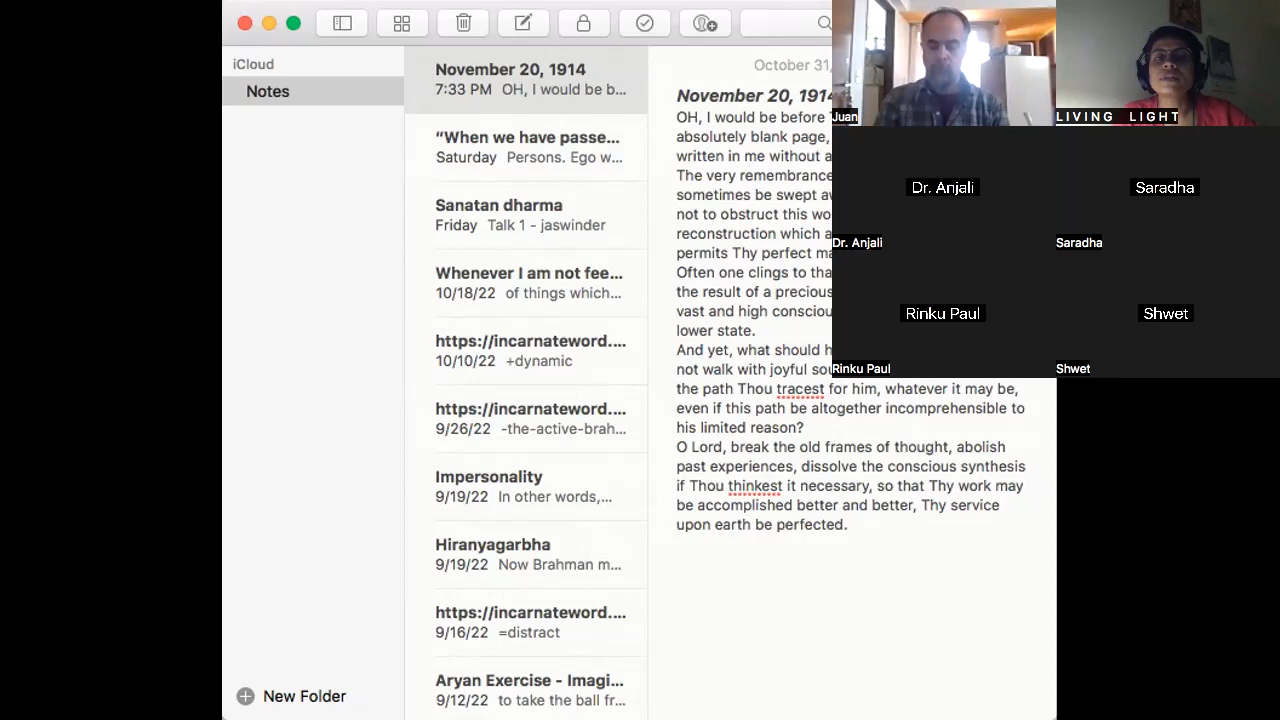 iCloud
Notes
New Folder
November 20, 1914
7:33 PM OH, I would be b...
“When we have passe...
Saturday Persons. Ego w...
Sanatan dharma
Friday Talk 1 - jaswinder
Whenever I am not fee...
10/18/22 of things which...
https://incarnateword....
10/10/22 +dynamic
https://incarnateword....
9/26/22 -the-active-brah...
Impersonality
9/19/22 In other words,...
Hiranyagarbha
9/19/22 Now Brahman m...
https://incarnateword....
9/16/22 =distract
Aryan Exercise - Imagi...
9/12/22 to take the ball fr...
October 31,
November 20, 1914
OH, I would be before
absolutely blank page,
written in me without a
The very remembrance
sometimes be swept
not to obstruct this
reconstruction which a
permits Thy perfect
Often one clings to
the result of a precious
vast and high
lower state.
And yet, what should
not walk with joyful
the path Thou tracest for him, whatever it may be,
even if this path be altogether incomprehensible to
his limited reason?
O Lord, break the old frames of thought, abolish
past experiences, dissolve the conscious synthesis
if Thou thinkest it necessary, so that Thy work may
be accomplished better and better, Thy service
upon earth be perfected.
Juan
LIVING LIGHT
Dr. Anjali
Saradha
Dr. Anjali
Saradha
Rinku Paul
Shwet
Rinku Paul
Shwet